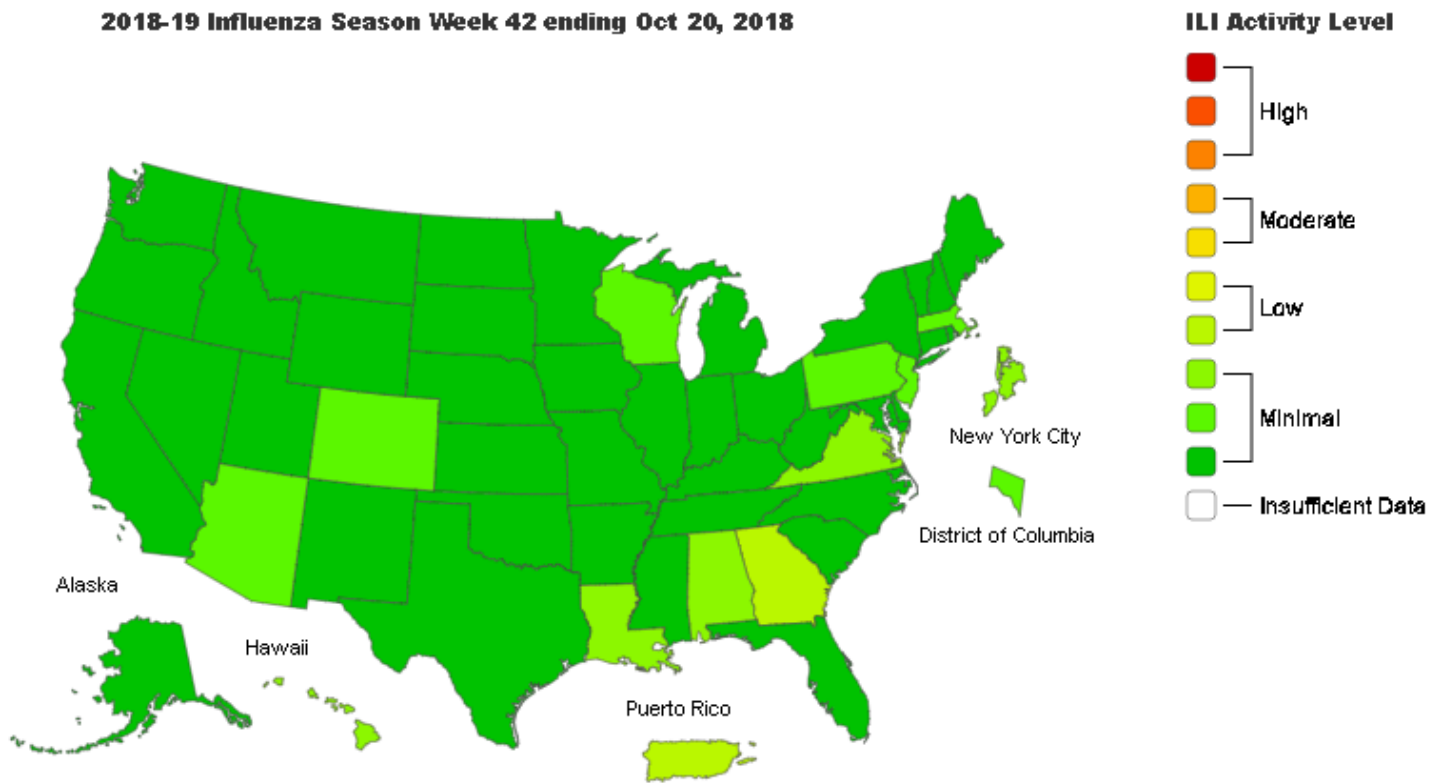 2018-19 Influenza Season Week 42 ending Oct 20, 2018
ILI Activity Level
High
Moderate
Low
Minimal
Insufficient Data
New York City
District of Columbia
Alaska
Hawaii
Puerto Rico